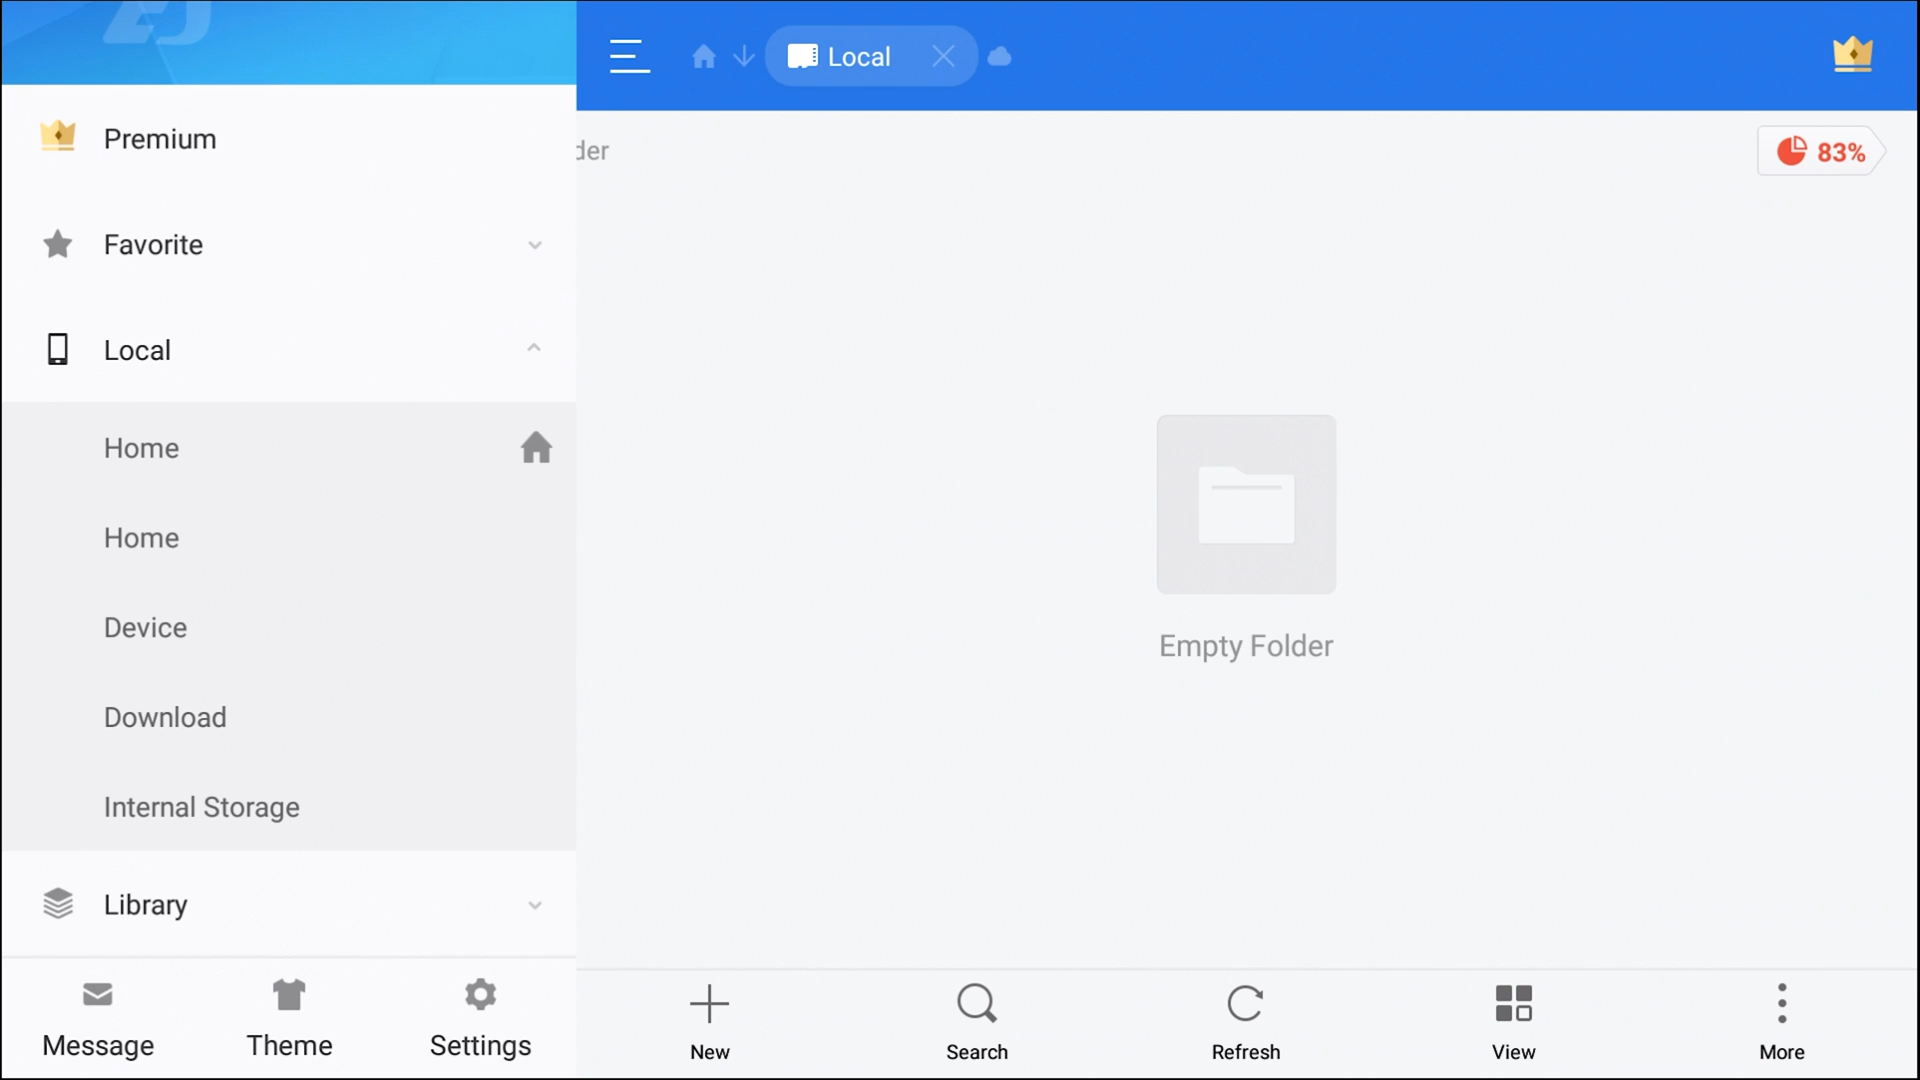 Premium
Favorite
Local
Home
Home
Device
Download
Internal Storage
Library
Message
Theme
Settings
Local
der
83%
Empty Folder
New
Search
Refresh
View
More